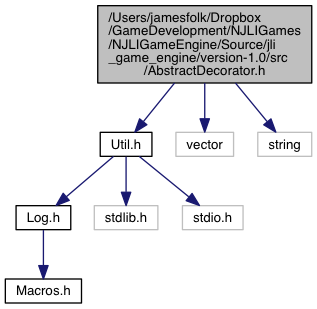 /Users/jamesfolk/Dropbox
/GameDevelopment/NJLIGames
/NJLIGameEngine/Source/jli
_game_engine/version-1.0/src
/AbstractDecorator.h
Util.h
vector
string
Log.h
stdlib.h
stdio.h
Macros.h